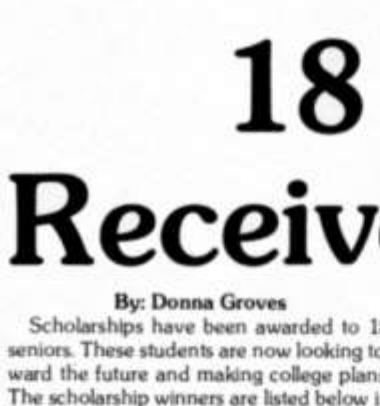 18
Receiv
By: Donna Groves
Scholarships have been awarded to 18
seniors. These students are now looking to-
ward the future and making college plans
The scholarship winners are listed below i